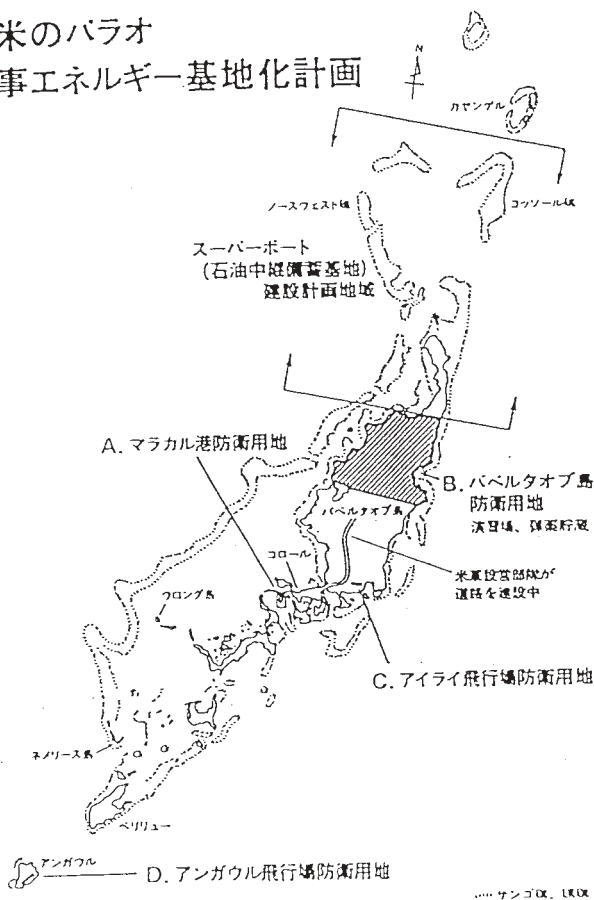 米のパラオ
事エネルギー基地化計画
N
カヤンゲル
ノースウェスト礁
コッソール礁
スーパーポート
(石油中継備蓄基地)
建設計画地域
A. マラカル港防衛用地
B. バベルダオブ島
防衛用地
演習場、弾薬貯蔵
バベルダオブ島
コロール
米軍設営部隊が
道路を建設中
ウロング島
C. アイライ飛行場防衛用地
ネメリース島
ペリリュー
アンガウル
D. アンガウル飛行場防衛用地
サンゴ礁